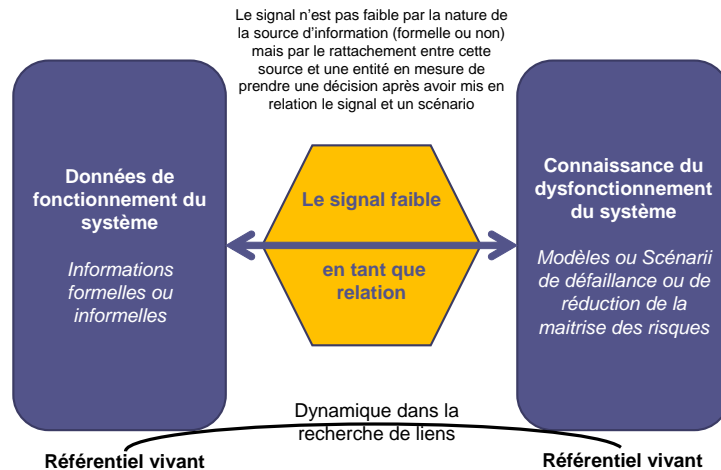 Le signal n'est pas faible par la nature de
la source d'information (formelle ou non)
mais par le rattachement entre cette
source et une entité en mesure de
prendre une décision après avoir mis en
relation le signal et un scénario
Données de
fonctionnement du
système
Informations
formelles ou
informelles
Le signal faible
en tant que
relation
Connaissance du
dysfonctionnement
du système
Modèles ou Scénarii
de défaillance ou de
réduction de la
maitrise des risques
Dynamique dans la
recherche de liens
Référentiel vivant
Référentiel vivant